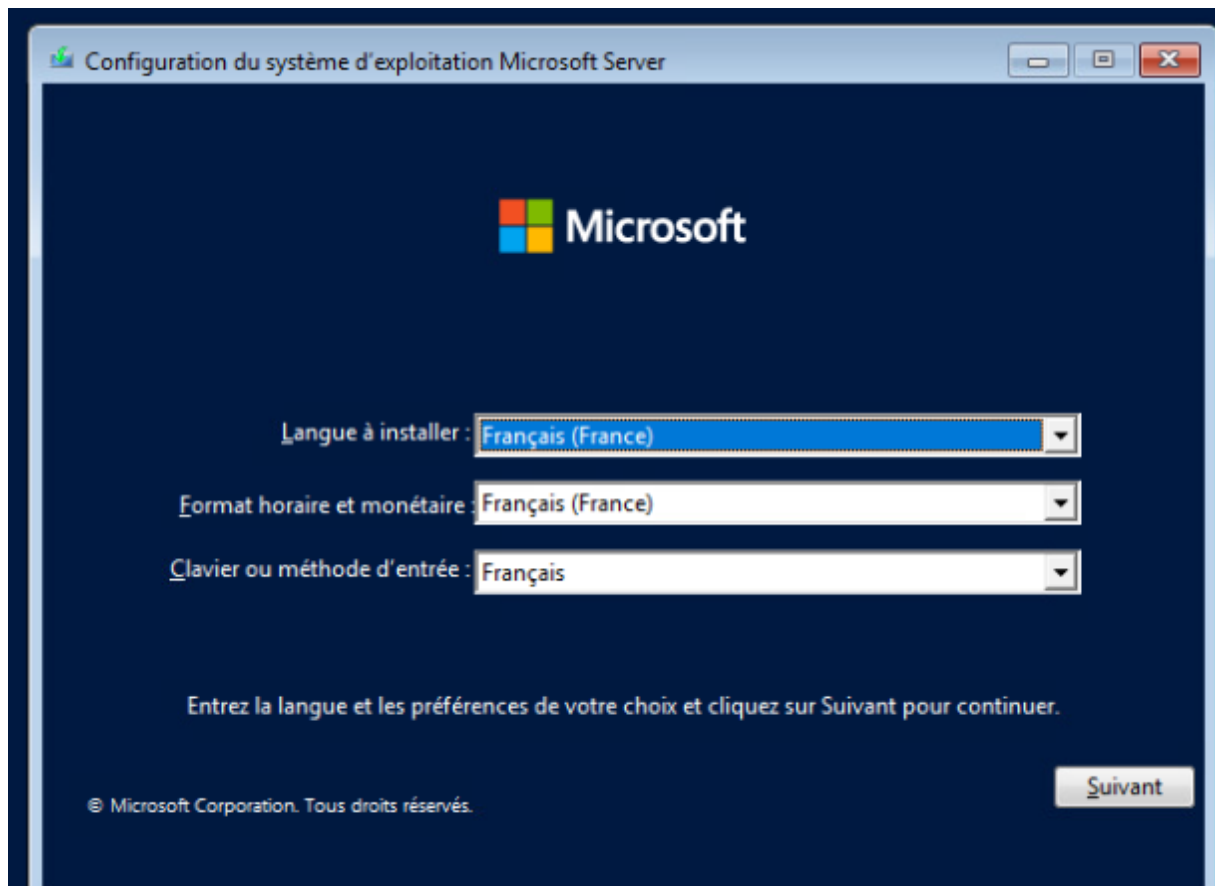 Configuration du système d'exploitation Microsoft Server
Microsoft
Langue à installer : Français (France)
Format horaire et monétaire : Français (France)
Clavier ou méthode d'entrée : Français
Entrez la langue et les préférences de votre choix et cliquez sur Suivant pour continuer.
Suivant
© Microsoft Corporation. Tous droits réservés.